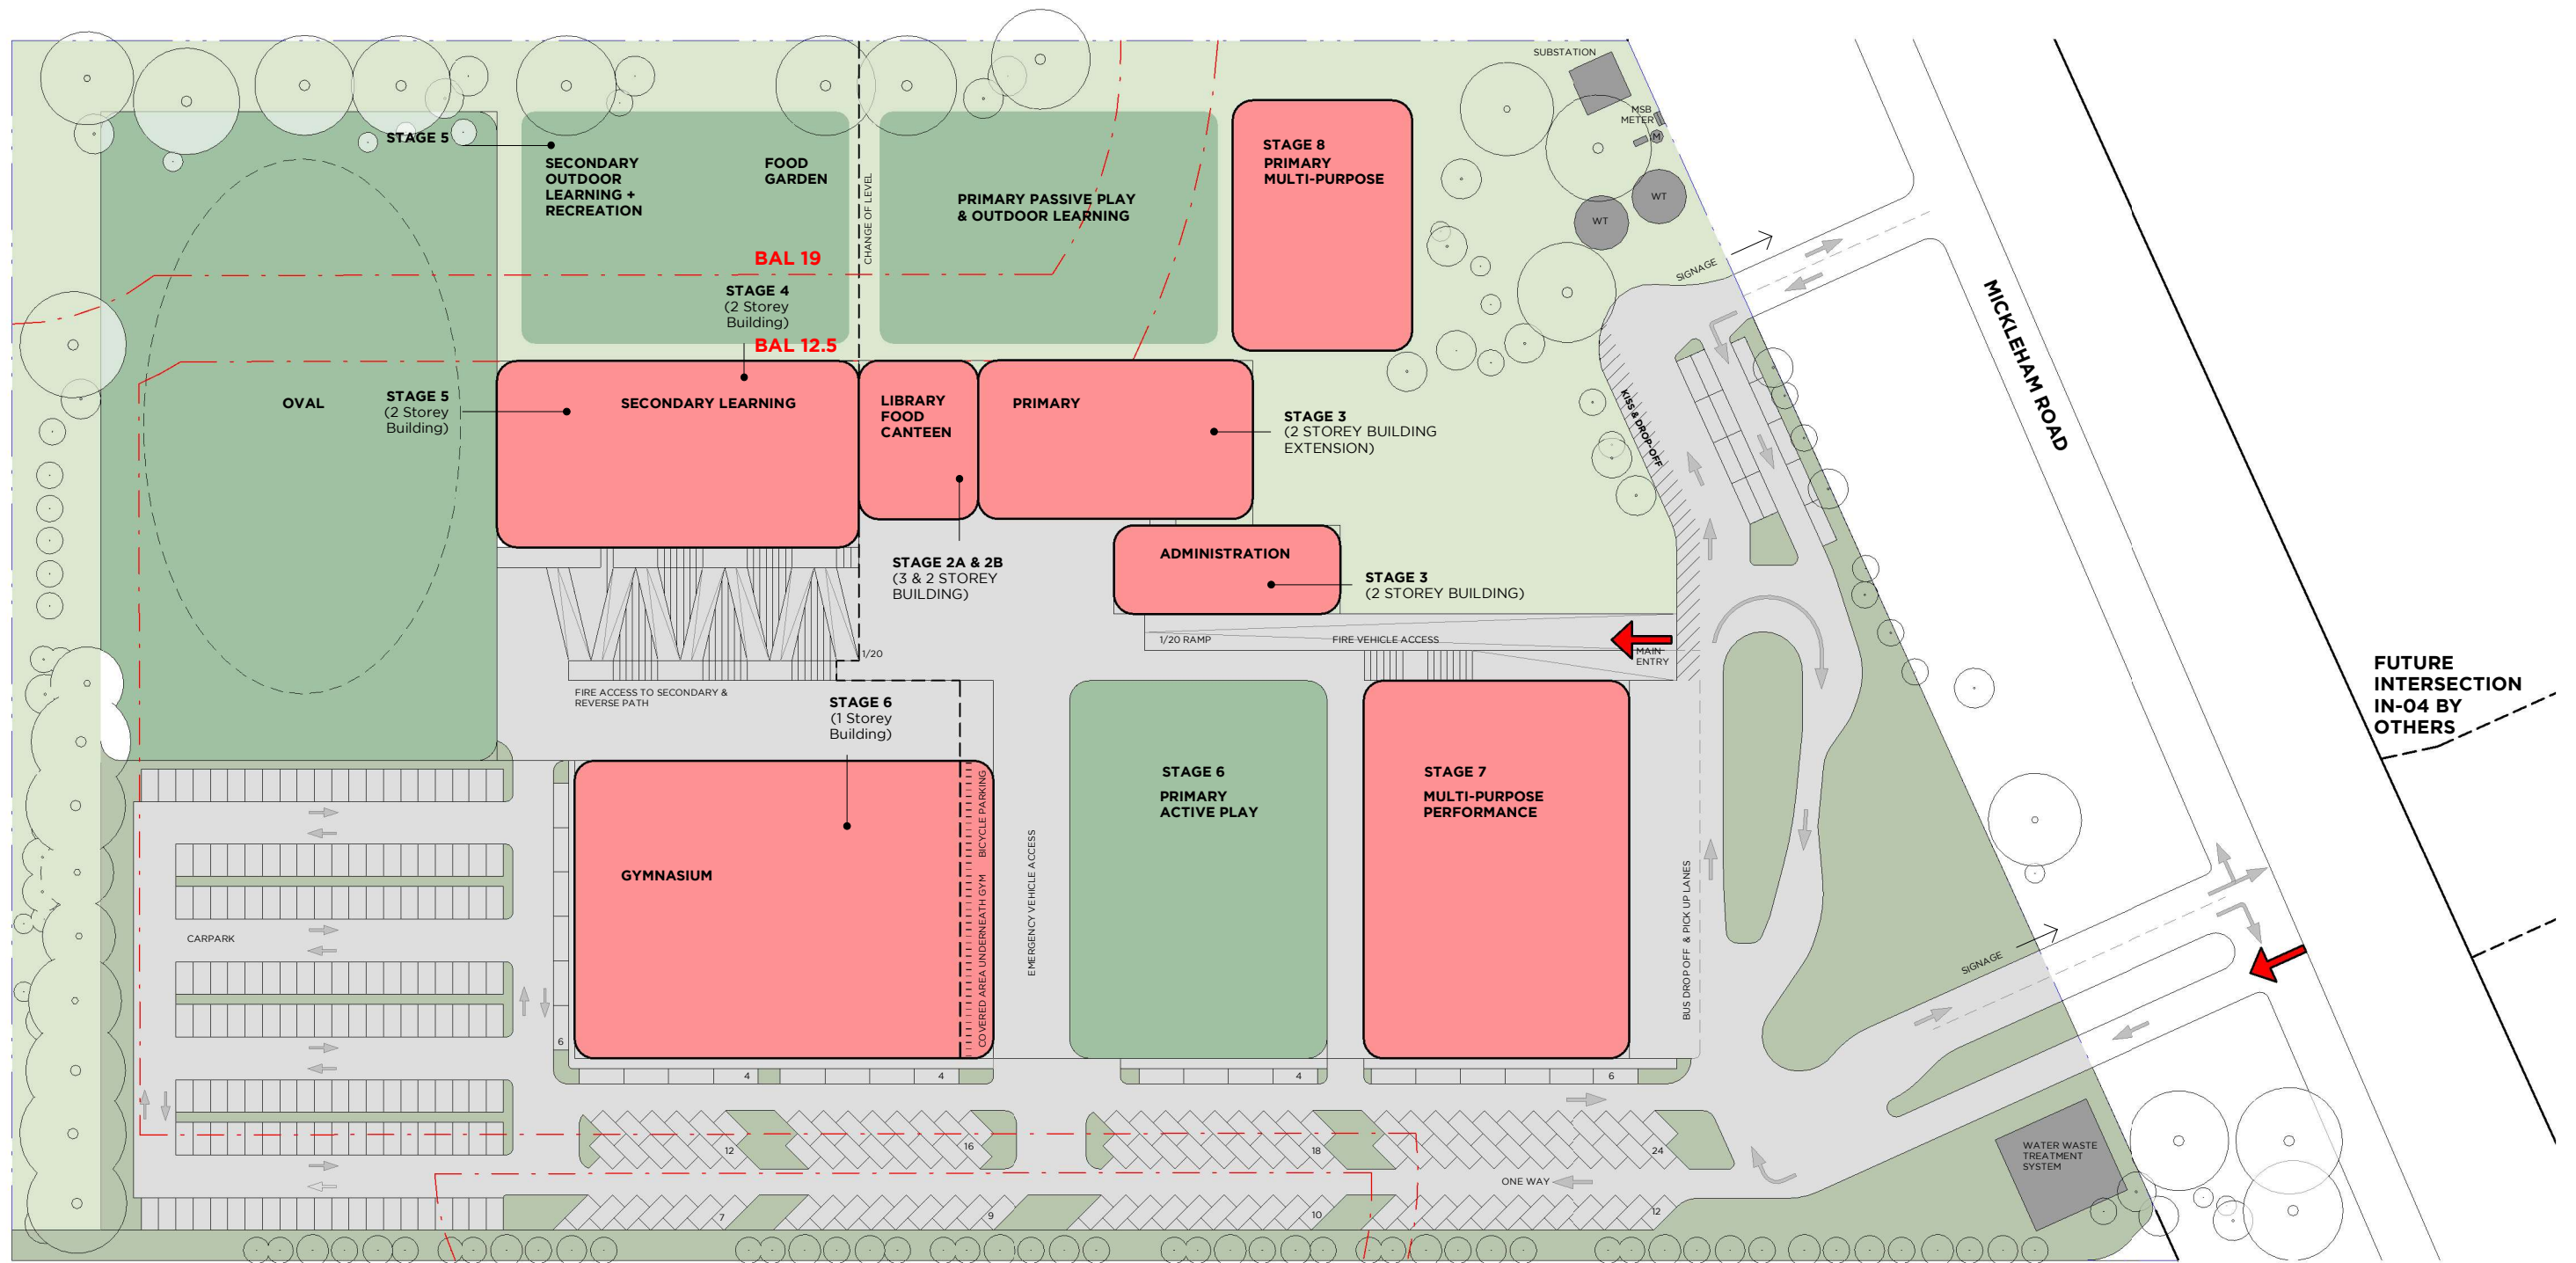 SUBSTATION
MSB
METER
M
WT
WT
STAGE 5
SECONDARY
OUTDOOR
LEARNING +
RECREATION
FOOD
GARDEN
CHANGE OF LEVEL
PRIMARY PASSIVE PLAY
& OUTDOOR LEARNING
STAGE 8
PRIMARY
MULTI-PURPOSE
SIGNAGE
BAL 19
STAGE 4
(2 Storey
Building)
BAL 12.5
MICKLEHAM ROAD
OVAL
STAGE 5
(2 Storey
Building)
SECONDARY LEARNING
LIBRARY
FOOD
CANTEEN
PRIMARY
STAGE 3
(2 STOREY BUILDING
EXTENSION)
KISS & DROP-OFF
STAGE 2A & 2B
(3 & 2 STOREY
BUILDING)
ADMINISTRATION
STAGE 3
(2 STOREY BUILDING)
1/20 RAMP
FIRE VEHICLE ACCESS
MAIN
ENTRY
1/20
FIRE ACCESS TO SECONDARY &
REVERSE PATH
STAGE 6
(1 Storey
Building)
FUTURE
INTERSECTION
IN-04 BY
OTHERS
GYMNASIUM
COVERED AREA UNDERNEATH GYM
BICYCLE PARKING
EMERGENCY VEHICLE ACCESS
STAGE 6
PRIMARY
ACTIVE PLAY
STAGE 7
MULTI-PURPOSE
PERFORMANCE
BUS DROP OFF & PICK UP LANES
SIGNAGE
CARPARK
6
4
4
4
6
12
16
18
24
ONE WAY
7
9
10
12
WATER WASTE
TREATMENT
SYSTEM